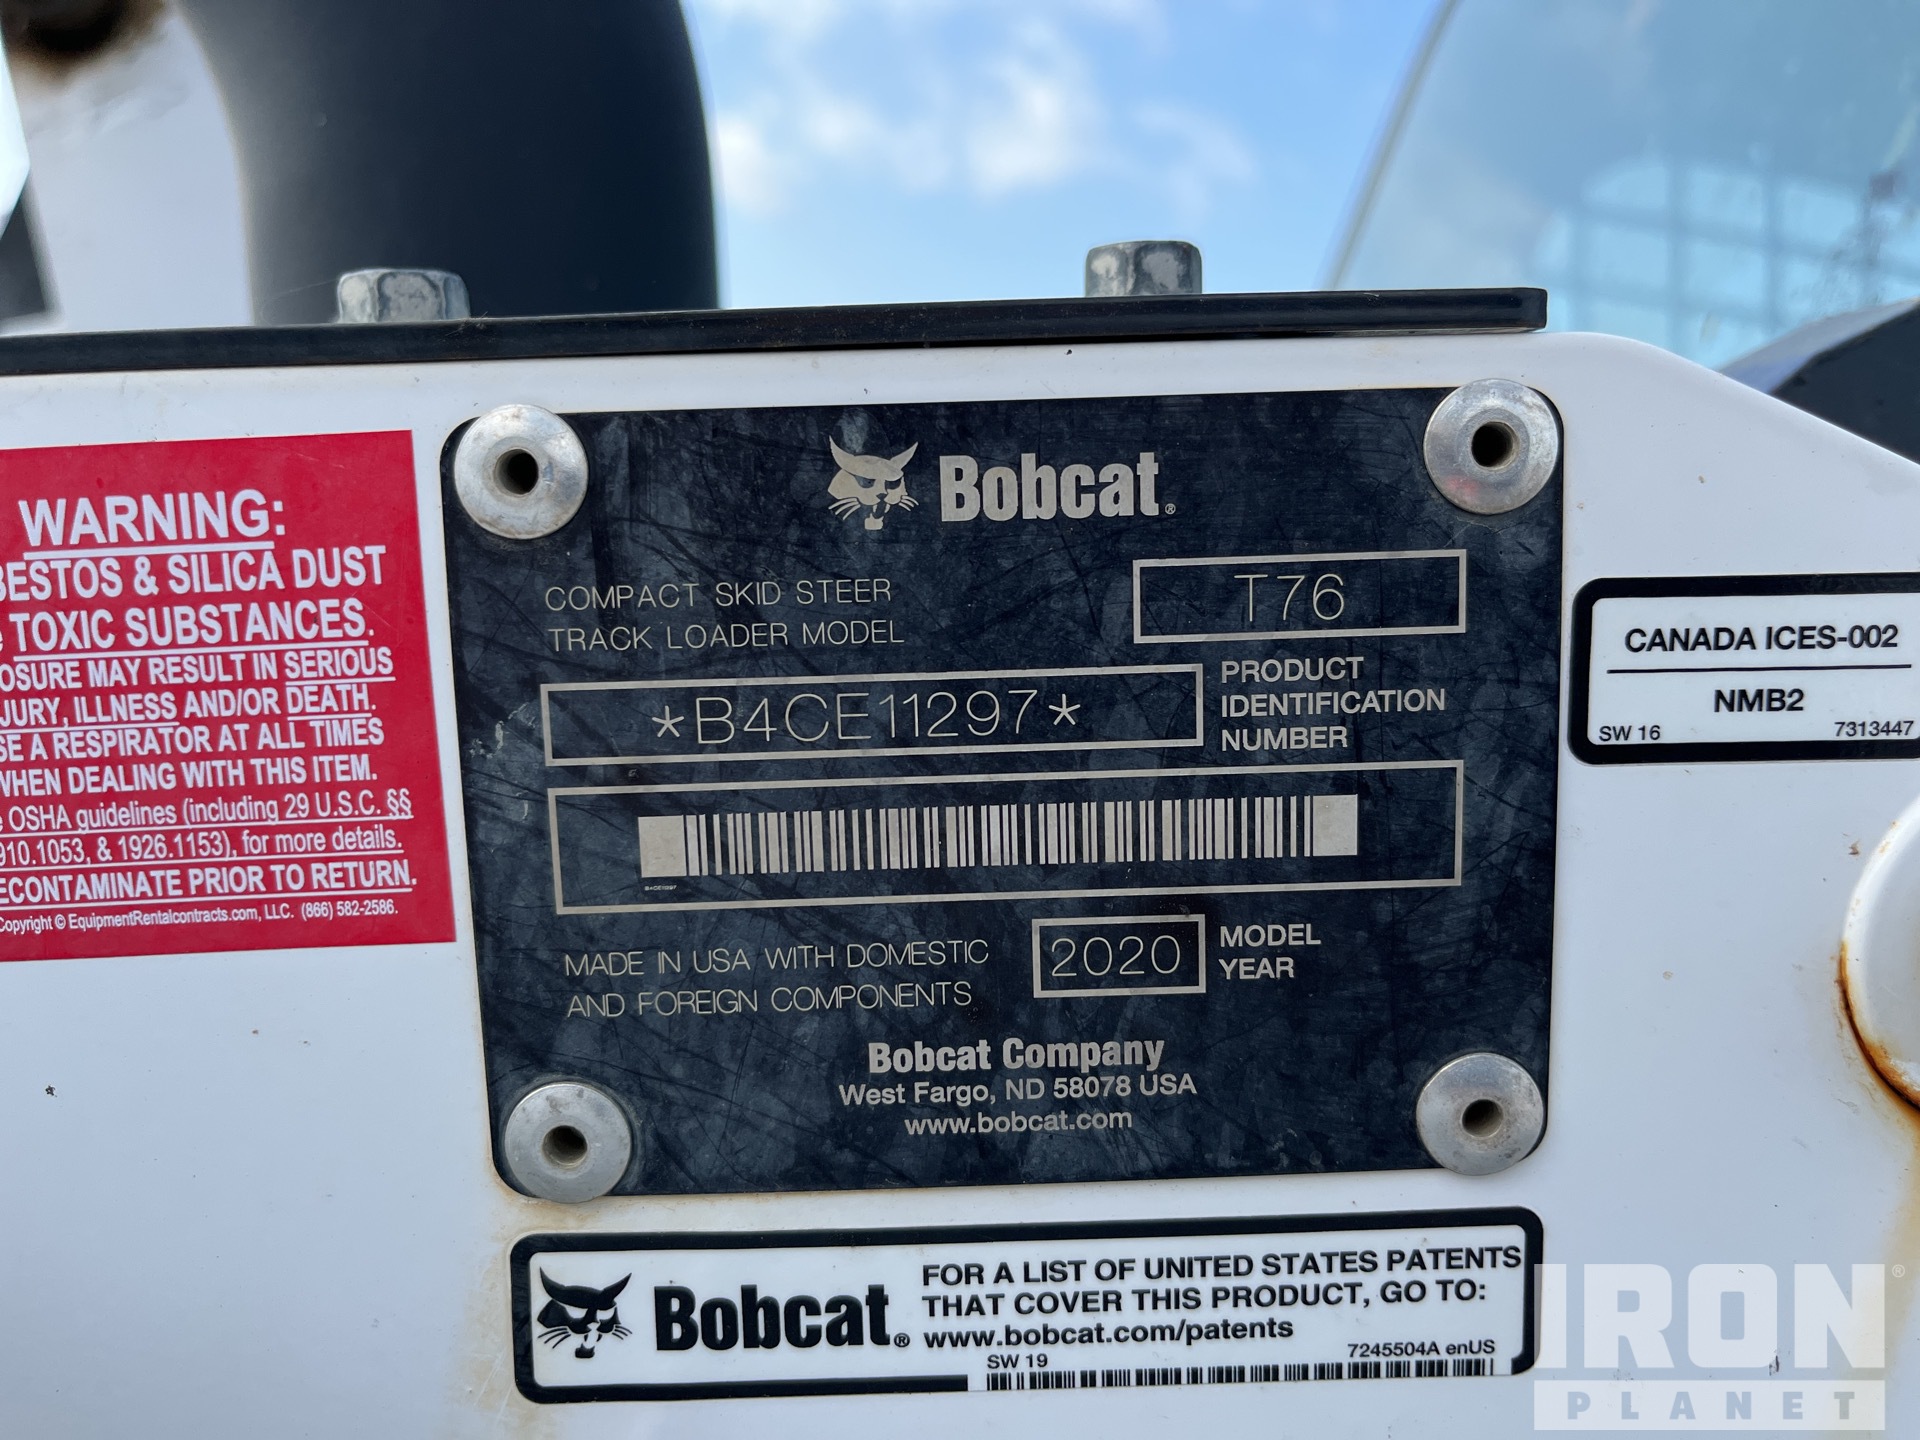 WARNING:
BESTOS & SILICA DUST
TOXIC SUBSTANCES.
OSURE MAY RESULT IN SERIOUS
JURY, ILLNESS AND/OR DEATH.
SE A RESPIRATOR AT ALL TIMES
WHEN DEALING WITH THIS ITEM.
OSHA guidelines (including 29 U.S.C. §§
910.1053, & 1926.1153), for more details.
ECONTAMINATE PRIOR TO RETURN.
Copyright © EquipmentRentalcontracts.com, LLC. (866) 582-2586.
Bobcat®
COMPACT SKID STEER
TRACK LOADER MODEL
T76
*B4CE11297*
PRODUCT
IDENTIFICATION
NUMBER
B4CE11297
MADE IN USA WITH DOMESTIC
AND FOREIGN COMPONENTS
2020
MODEL
YEAR
Bobcat Company
West Fargo, ND 58078 USA
www.bobcat.com
CANADA ICES-002
NMB2
SW 16 7313447
Bobcat®
FOR A LIST OF UNITED STATES PATENTS
THAT COVER THIS PRODUCT, GO TO:
www.bobcat.com/patents
SW 19 7245504A enUS
IRON®
PLANET